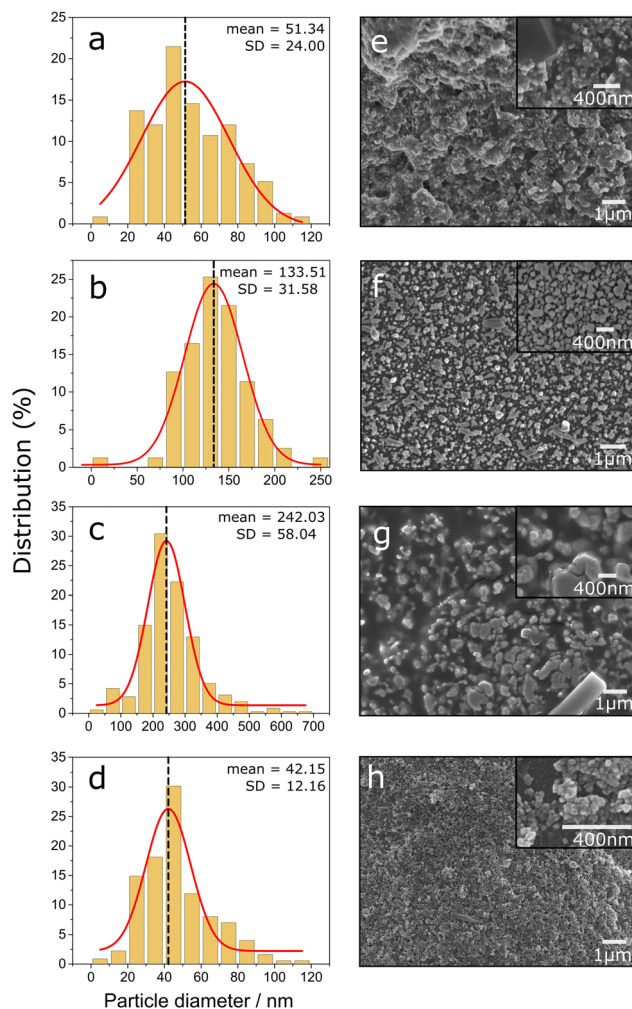 a
mean = 51.34
SD = 24.00
25
20
15
10
5
0
0 20 40 60 80 100 120
e
400nm
1μm
b
mean = 133.51
SD = 31.58
25
20
15
10
5
0
0 50 100 150 200 250
f
400nm
1μm
Distribution (%)
c
mean = 242.03
SD = 58.04
35
30
25
20
15
10
5
0
0 100 200 300 400 500 600 700
g
400nm
1μm
d
mean = 42.15
SD = 12.16
35
30
25
20
15
10
5
0
0 20 40 60 80 100 120
h
400nm
1μm
Particle diameter / nm